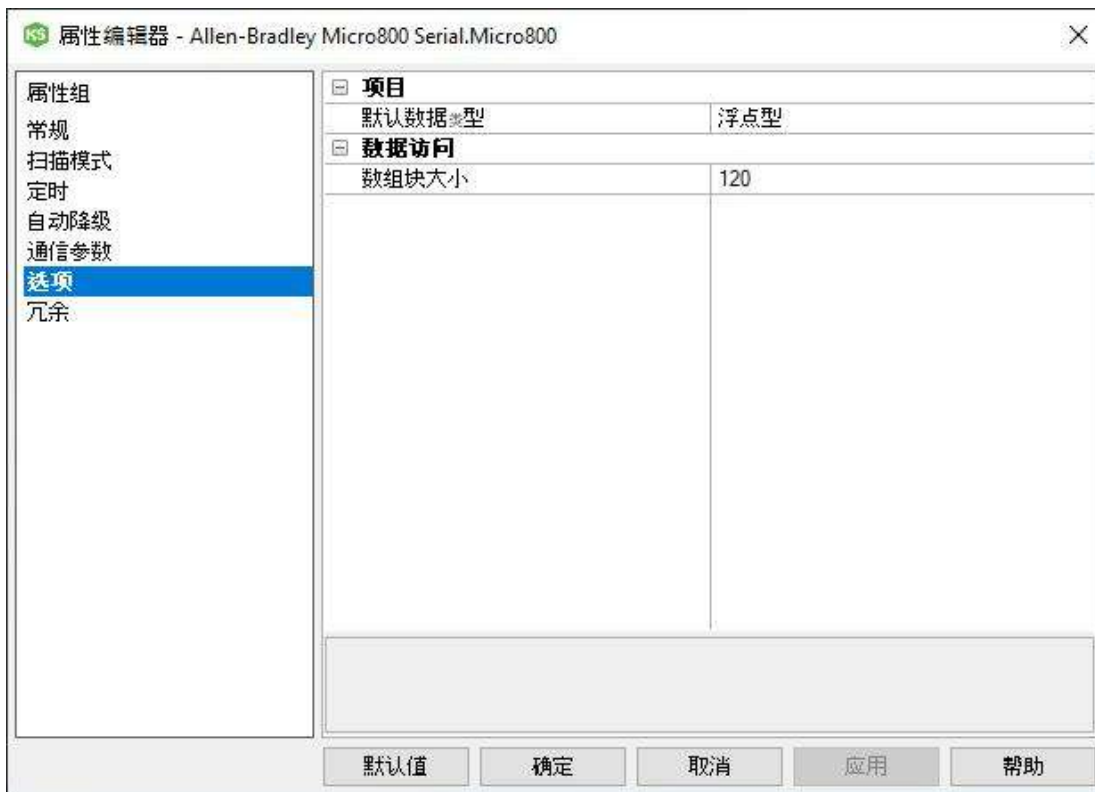 KS 属性编辑器 - Allen-Bradley Micro800 Serial.Micro800
属性组
常规
扫描模式
定时
自动降级
通信参数
选项
冗余
项目
默认数据类型 浮点型
数据访问
数组块大小 120
默认值 确定 取消 应用 帮助